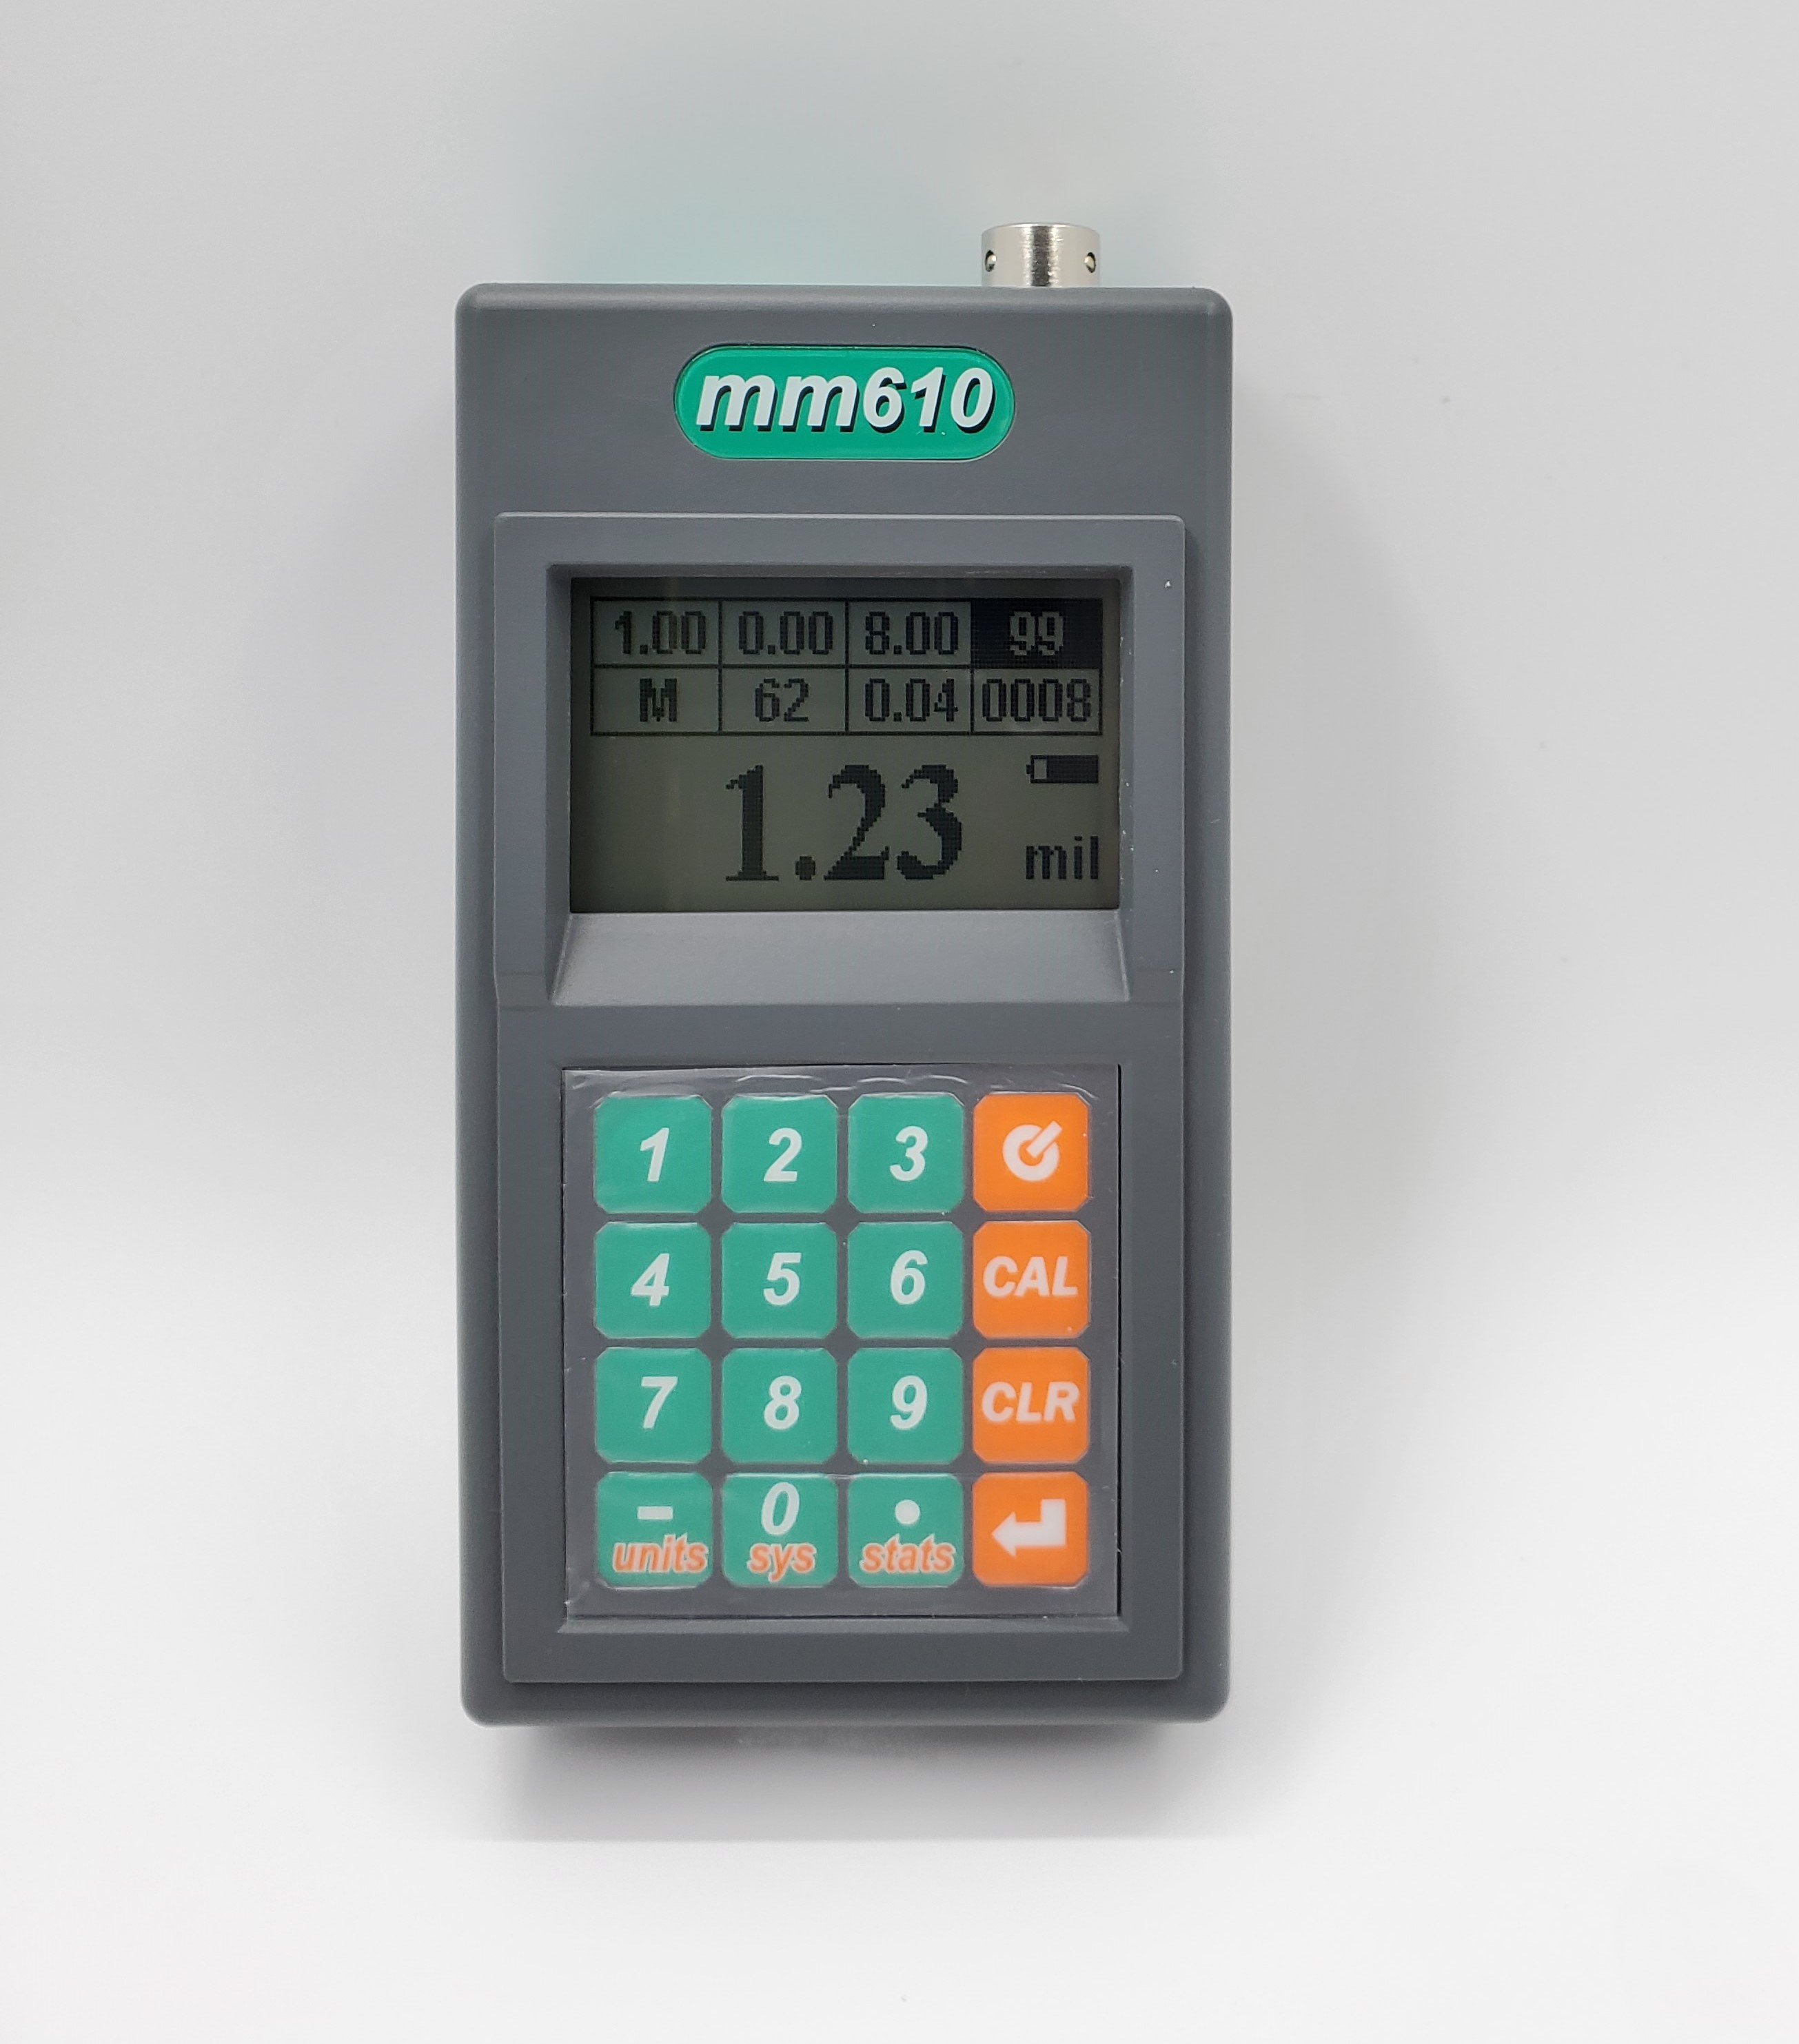 mm610
1.00 0.00 8.00 99
M 62 0.04 0008
1.23 mil
1 2 3
4 5 6 CAL
7 8 9 CLR
- 0 •
units sys stats